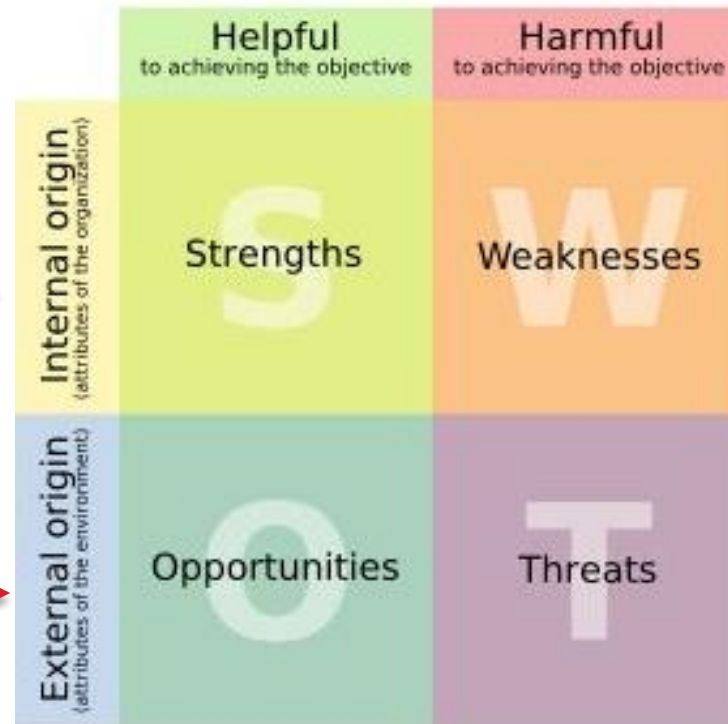 Helpful
to achieving the objective
Harmful
to achieving the objective
Internal origin
(attributes of the organization)
S
Strengths
W
Weaknesses
External origin
(attributes of the environment)
O
Opportunities
T
Threats